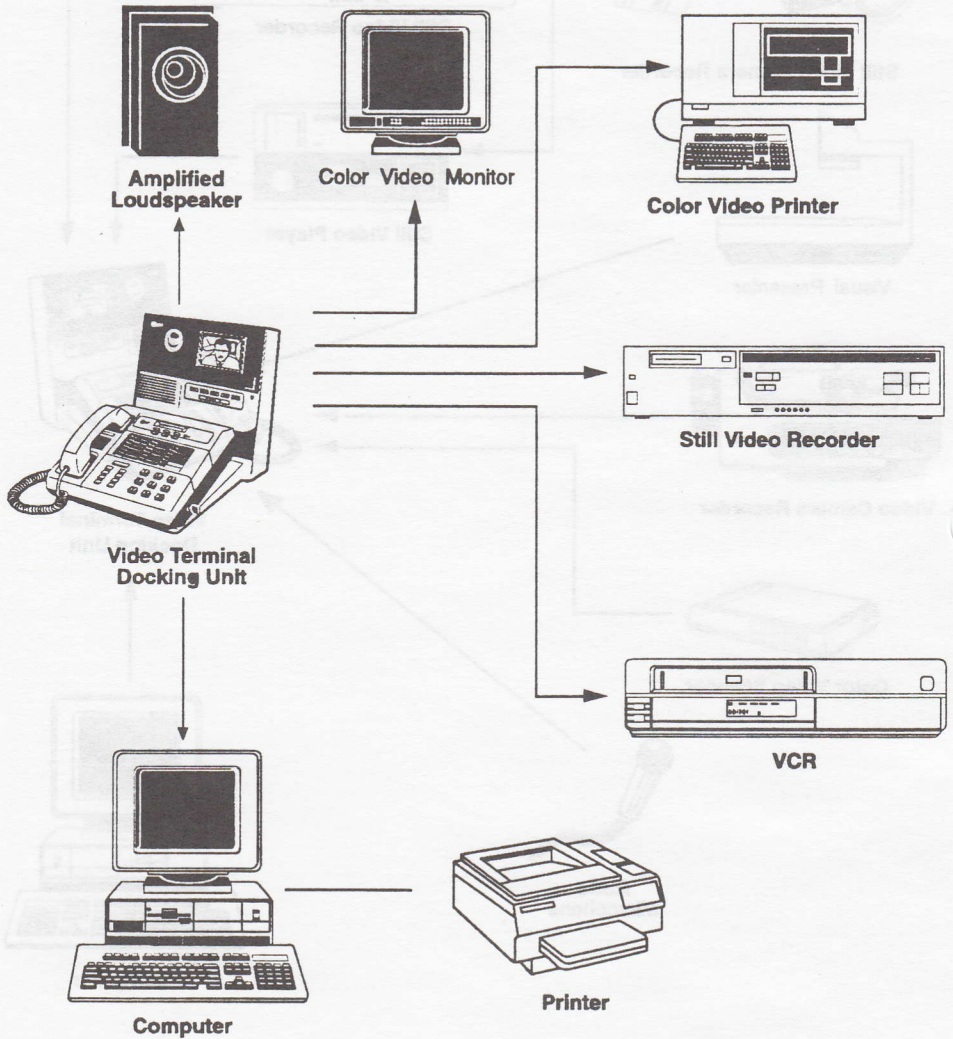 Amplified
Loudspeaker
Color Video Monitor
Color Video Printer
Still Video Recorder
Video Terminal
Docking Unit
VCR
Computer
Printer